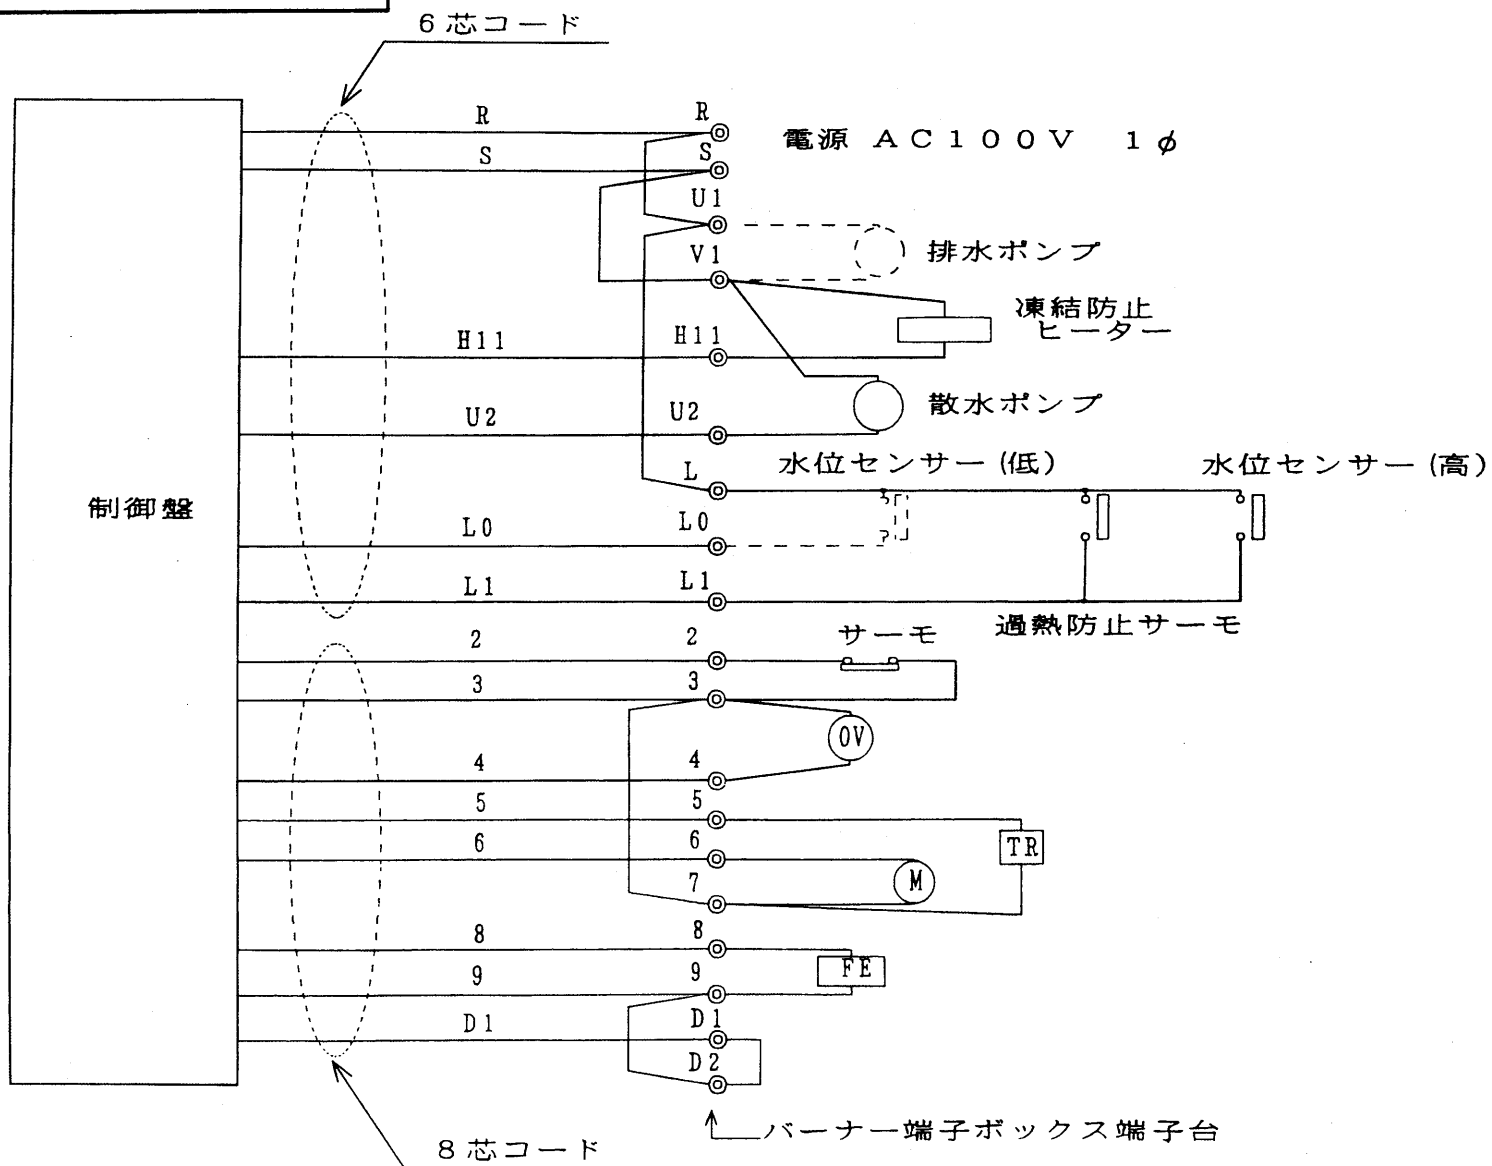 6芯コード
R R
電源 AC100V 1φ
S S
U1
排水ポンプ
V1
凍結防止
ヒーター
H11 H11
散水ポンプ
U2 U2
水位センサー(低) 水位センサー(高)
L
制御盤
L0 L0
L1 L1
過熱防止サーモ
サーモ
2 2
3 3
OV
4 4
5 5
TR
6 6
M
7
8 8
FE
9 9
D1 D1
D2
バーナー端子ボックス端子台
8芯コード